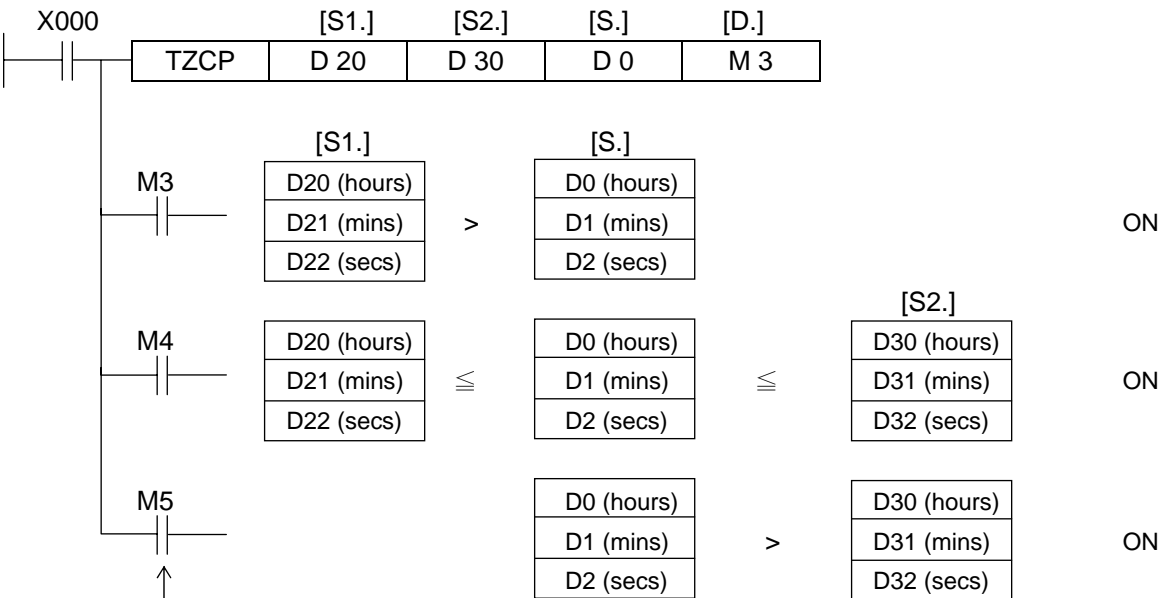 X000 [S1.] [S2.] [S.] [D.]
TZCP D 20 D 30 D 0 M 3
[S1.] [S.]
M3 D20 (hours) D0 (hours)
D21 (mins) > D1 (mins) ON
D22 (secs) D2 (secs)
[S2.]
M4 D20 (hours) D0 (hours) D30 (hours)
D21 (mins) ≦ D1 (mins) ≦ D31 (mins) ON
D22 (secs) D2 (secs) D32 (secs)
M5 D0 (hours) D30 (hours)
D1 (mins) > D31 (mins) ON
D2 (secs) D32 (secs)